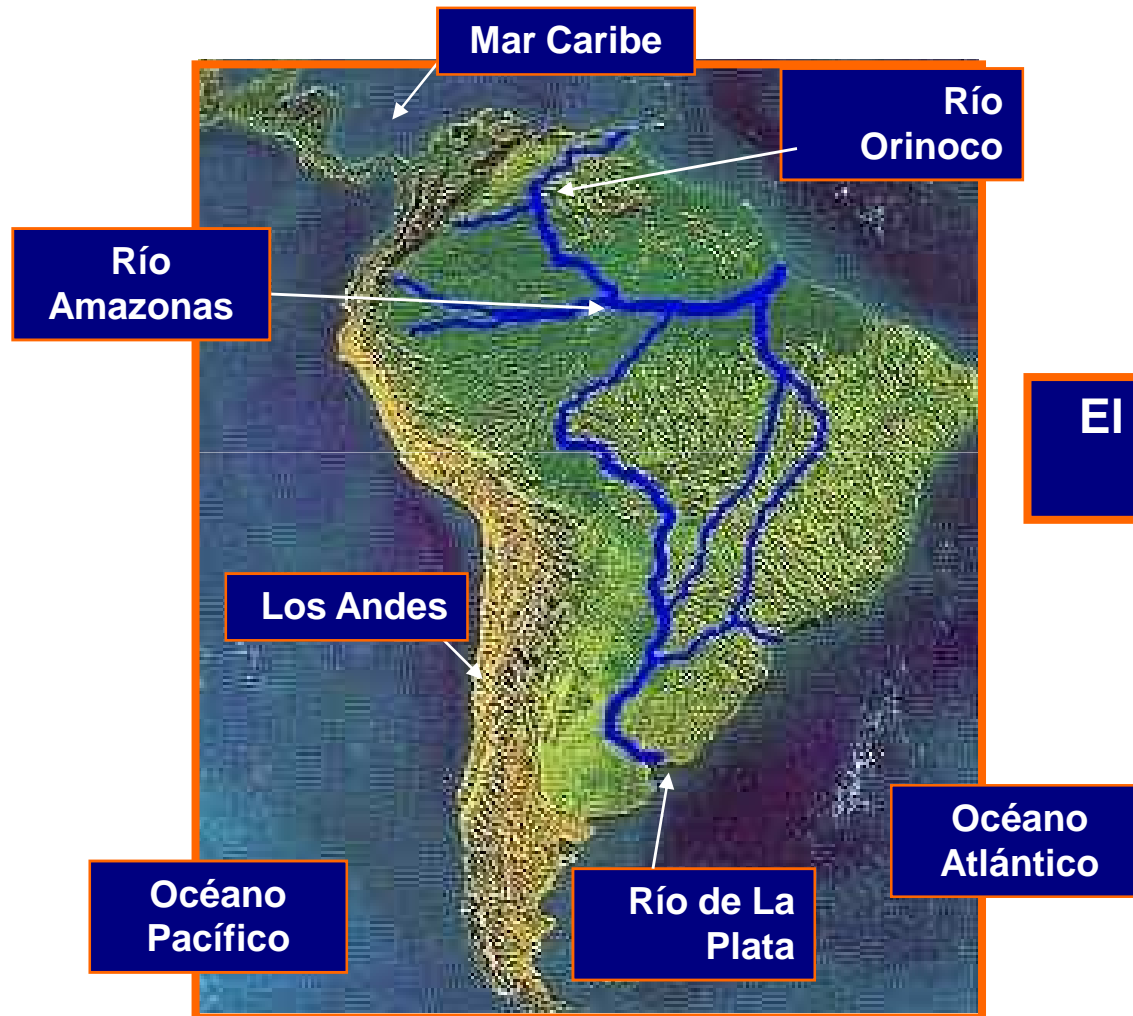 Mar Caribe
Río
Orinoco
Río
Amazonas
El
Los Andes
Océano
Atlántico
Océano
Pacífico
Río de La
Plata